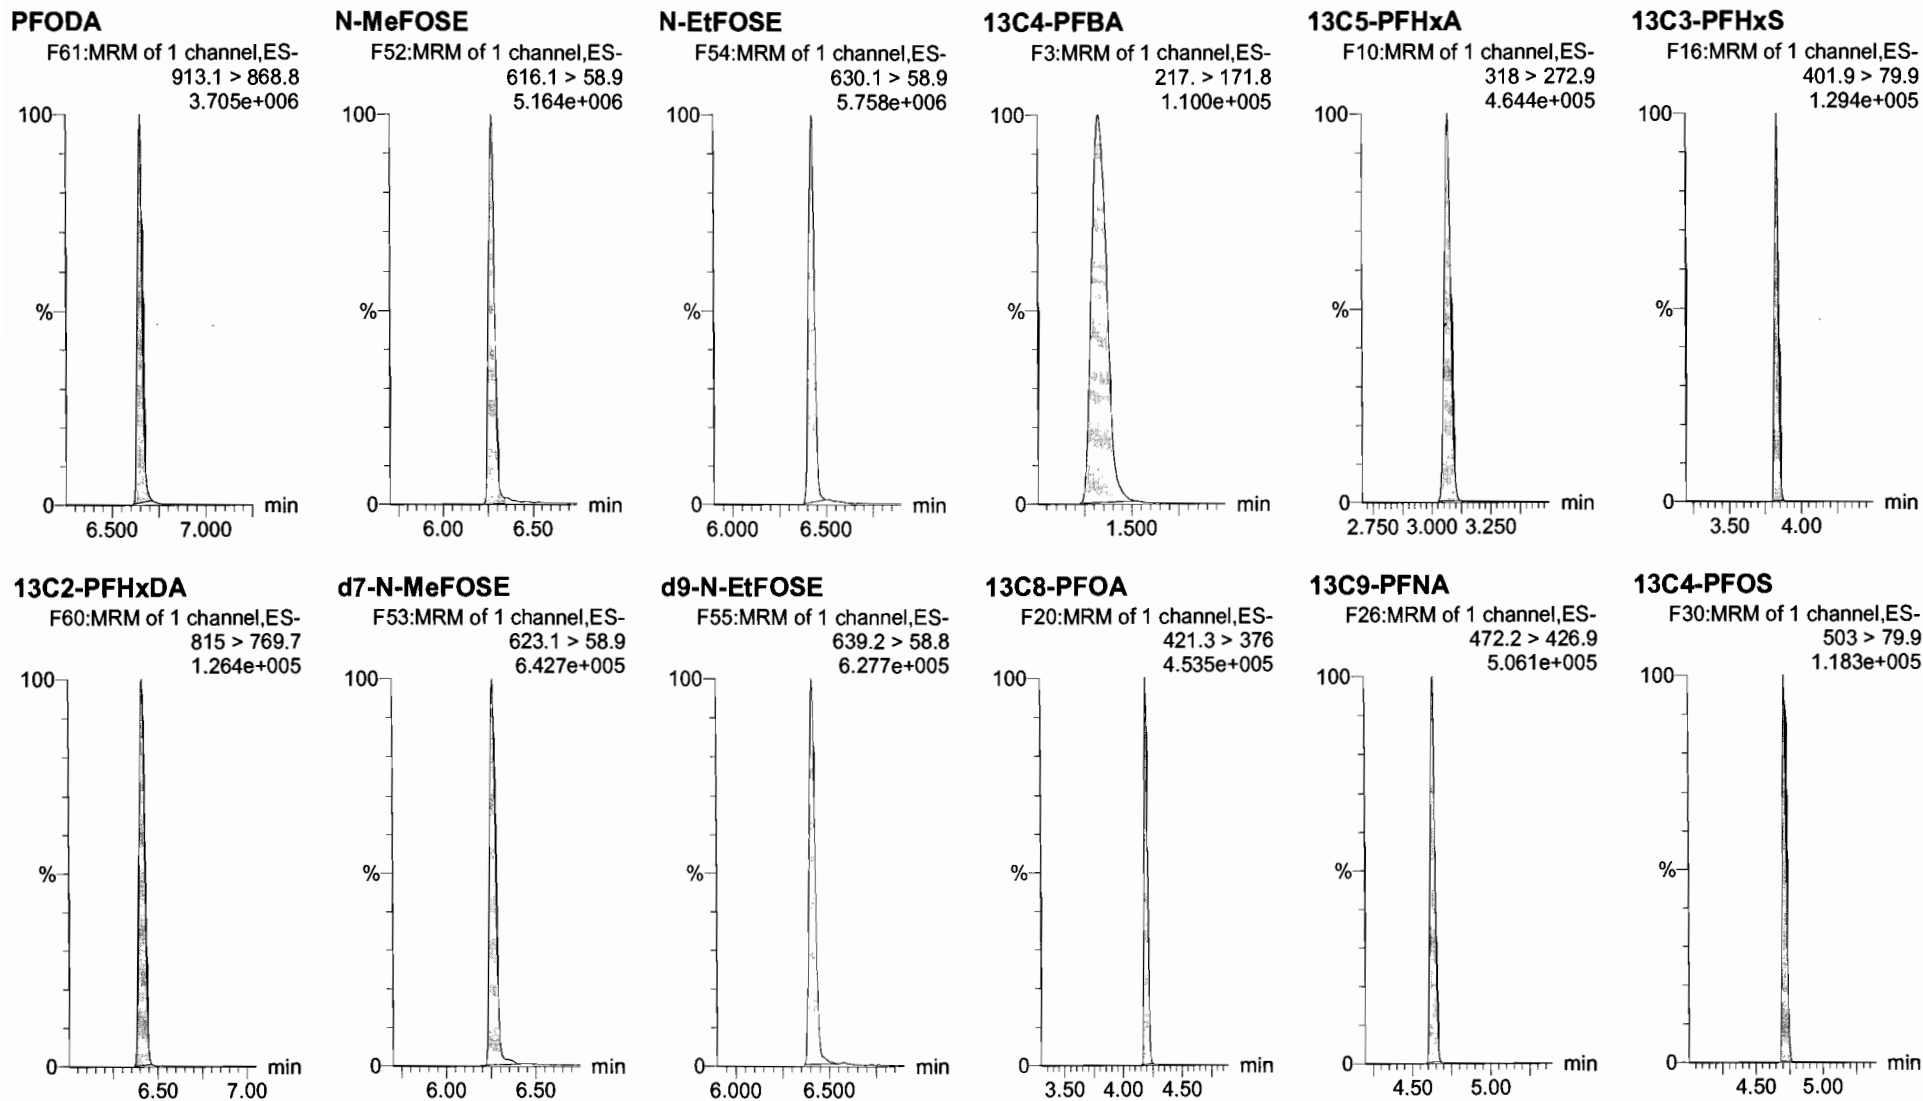 PFODA
F61:MRM of 1 channel,ES-
913.1 > 868.8
3.705e+006
100
%
0
min
6.500 7.000
N-MeFOSE
F52:MRM of 1 channel,ES-
616.1 > 58.9
5.164e+006
100
%
0
min
6.00 6.50
N-EtFOSE
F54:MRM of 1 channel,ES-
630.1 > 58.9
5.758e+006
100
%
0
min
6.000 6.500
13C4-PFBA
F3:MRM of 1 channel,ES-
217. > 171.8
1.100e+005
100
%
0
min
1.500
13C5-PFHxA
F10:MRM of 1 channel,ES-
318 > 272.9
4.644e+005
100
%
0
min
2.750 3.000 3.250
13C3-PFHxS
F16:MRM of 1 channel,ES-
401.9 > 79.9
1.294e+005
100
%
0
min
3.50 4.00
13C2-PFHxDA
F60:MRM of 1 channel,ES-
815 > 769.7
1.264e+005
100
%
0
min
6.50 7.00
d7-N-MeFOSE
F53:MRM of 1 channel,ES-
623.1 > 58.9
6.427e+005
100
%
0
min
6.00 6.50
d9-N-EtFOSE
F55:MRM of 1 channel,ES-
639.2 > 58.8
6.277e+005
100
%
0
min
6.000 6.500
13C8-PFOA
F20:MRM of 1 channel,ES-
421.3 > 376
4.535e+005
100
%
0
min
3.50 4.00 4.50
13C9-PFNA
F26:MRM of 1 channel,ES-
472.2 > 426.9
5.061e+005
100
%
0
min
4.50 5.00
13C4-PFOS
F30:MRM of 1 channel,ES-
503 > 79.9
1.183e+005
100
%
0
min
4.50 5.00